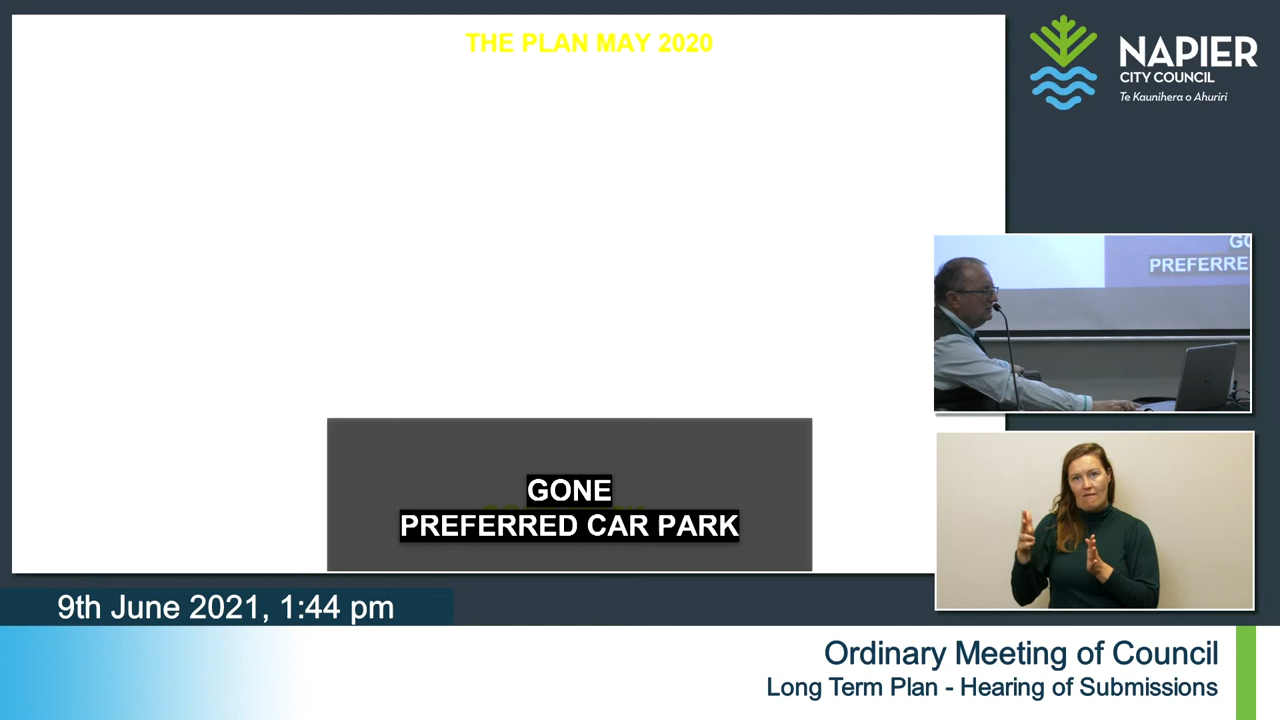 THE PLAN MAY 2020
NAPIER
CITY COUNCIL
Te Kaunihera o Ahuriri
GO
PREFERRE
GONE
PREFERRED CAR PARK
9th June 2021, 1:44 pm
Ordinary Meeting of Council
Long Term Plan - Hearing of Submissions